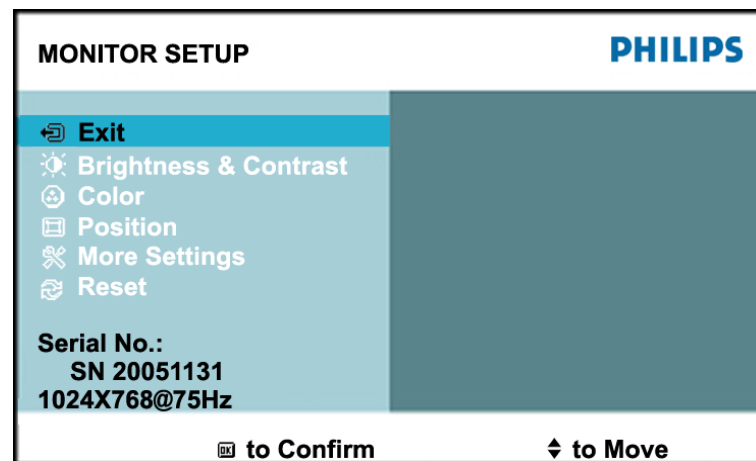 MONITOR SETUP
PHILIPS
Exit
Brightness & Contrast
Color
Position
More Settings
Reset
Serial No.:
SN 20051131
1024X768@75Hz
OK to Confirm
to Move